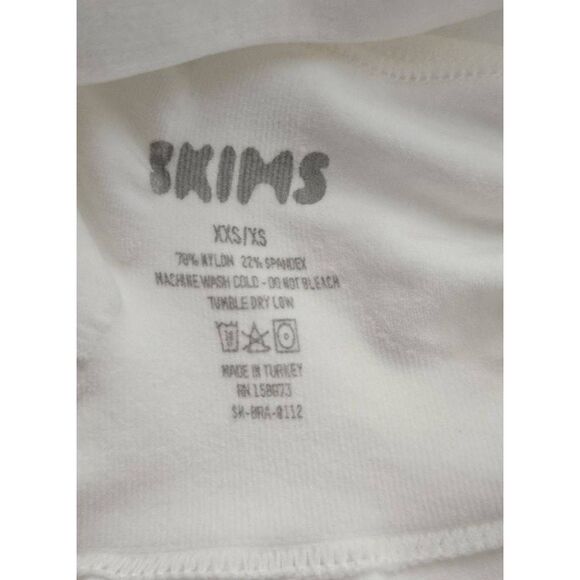 SKIMS
XXS/XS
78% NYLON 22% SPANDEX
MACHINE WASH COLD - DO NOT BLEACH
TUMBLE DRY LOW
MADE IN TURKEY
RN 158073
SK-BRA-0112